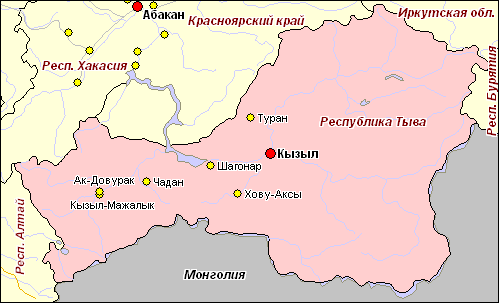 Абакан
Красноярский край
Иркутская обл.
Респ. Хакасия
Респ. Бурятия
Туран
Республика Тыва
Кызыл
Шагонар
Ак-Довурак
Чадан
Хову-Аксы
Кызыл-Мажалык
Респ. Алтай
Монголия